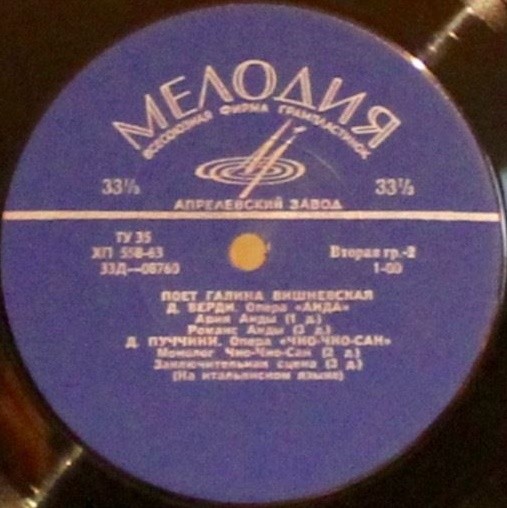 МЕЛОДИЯ
ВСЕСОЮЗНАЯ ФИРМА ГРАМПЛАСТИНОК
33⅓ 33⅓
АПРЕЛЕВСКИЙ ЗАВОД
ТУ 35
ХП 558-63 Вторая гр.-2
33Д—08760 1-00
ПОЕТ ГАЛИНА ВИШНЕВСКАЯ
Д. ВЕРДИ. Опера «АИДА»
Ария Аиды (1 д.)
Романс Аиды (3 д.)
Д. ПУЧЧИНИ. Опера «ЧИО-ЧИО-САН»
Монолог Чио-Чио-Сан (2 д.)
Заключительная сцена (3 д.)
(На итальянском языке)